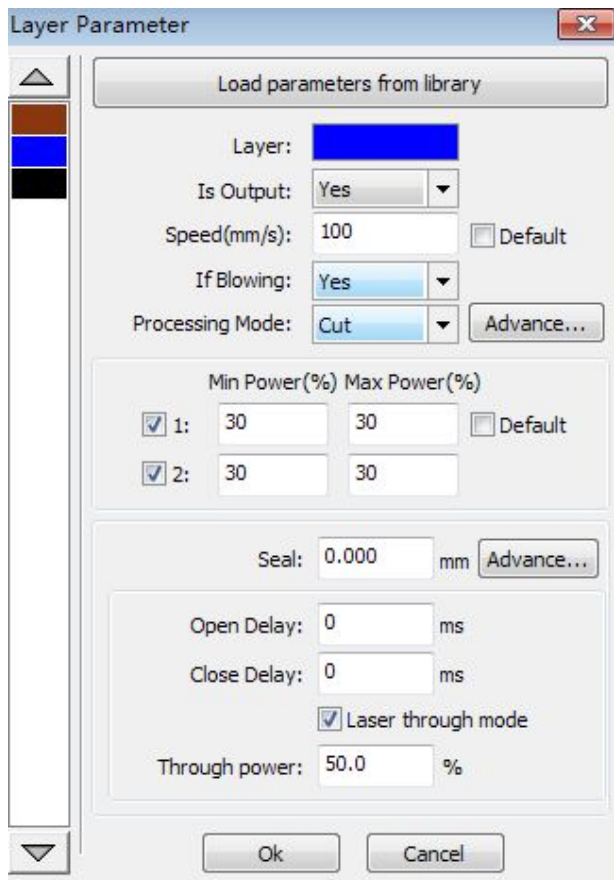 Layer Parameter
Load parameters from library
Layer:
Is Output: Yes
Speed(mm/s): 100 Default
If Blowing: Yes
Processing Mode: Cut Advance...
Min Power(%) Max Power(%)
1: 30 30 Default
2: 30 30
Seal: 0.000 mm Advance...
Open Delay: 0 ms
Close Delay: 0 ms
Laser through mode
Through power: 50.0 %
Ok Cancel